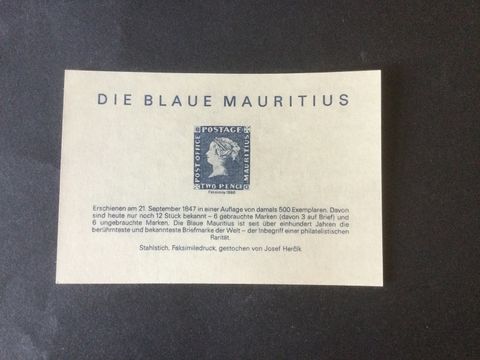 DIE BLAUE MAURITIUS
POSTAGE
POST OFFICE
MAURITIUS
TWO PENCE
Faksimile 1980
Erschienen am 21. September 1847 in einer Auflage von damals 500 Exemplaren. Davon
sind heute nur noch 12 Stück bekannt – 6 gebrauchte Marken (davon 3 auf Brief) und
6 ungebrauchte Marken. Die Blaue Mauritius ist seit über einhundert Jahren die
berühmteste und bekannteste Briefmarke der Welt – der Inbegriff einer philatelistischen
Rarität.
Stahlstich, Faksimiledruck, gestochen von Josef Herčík